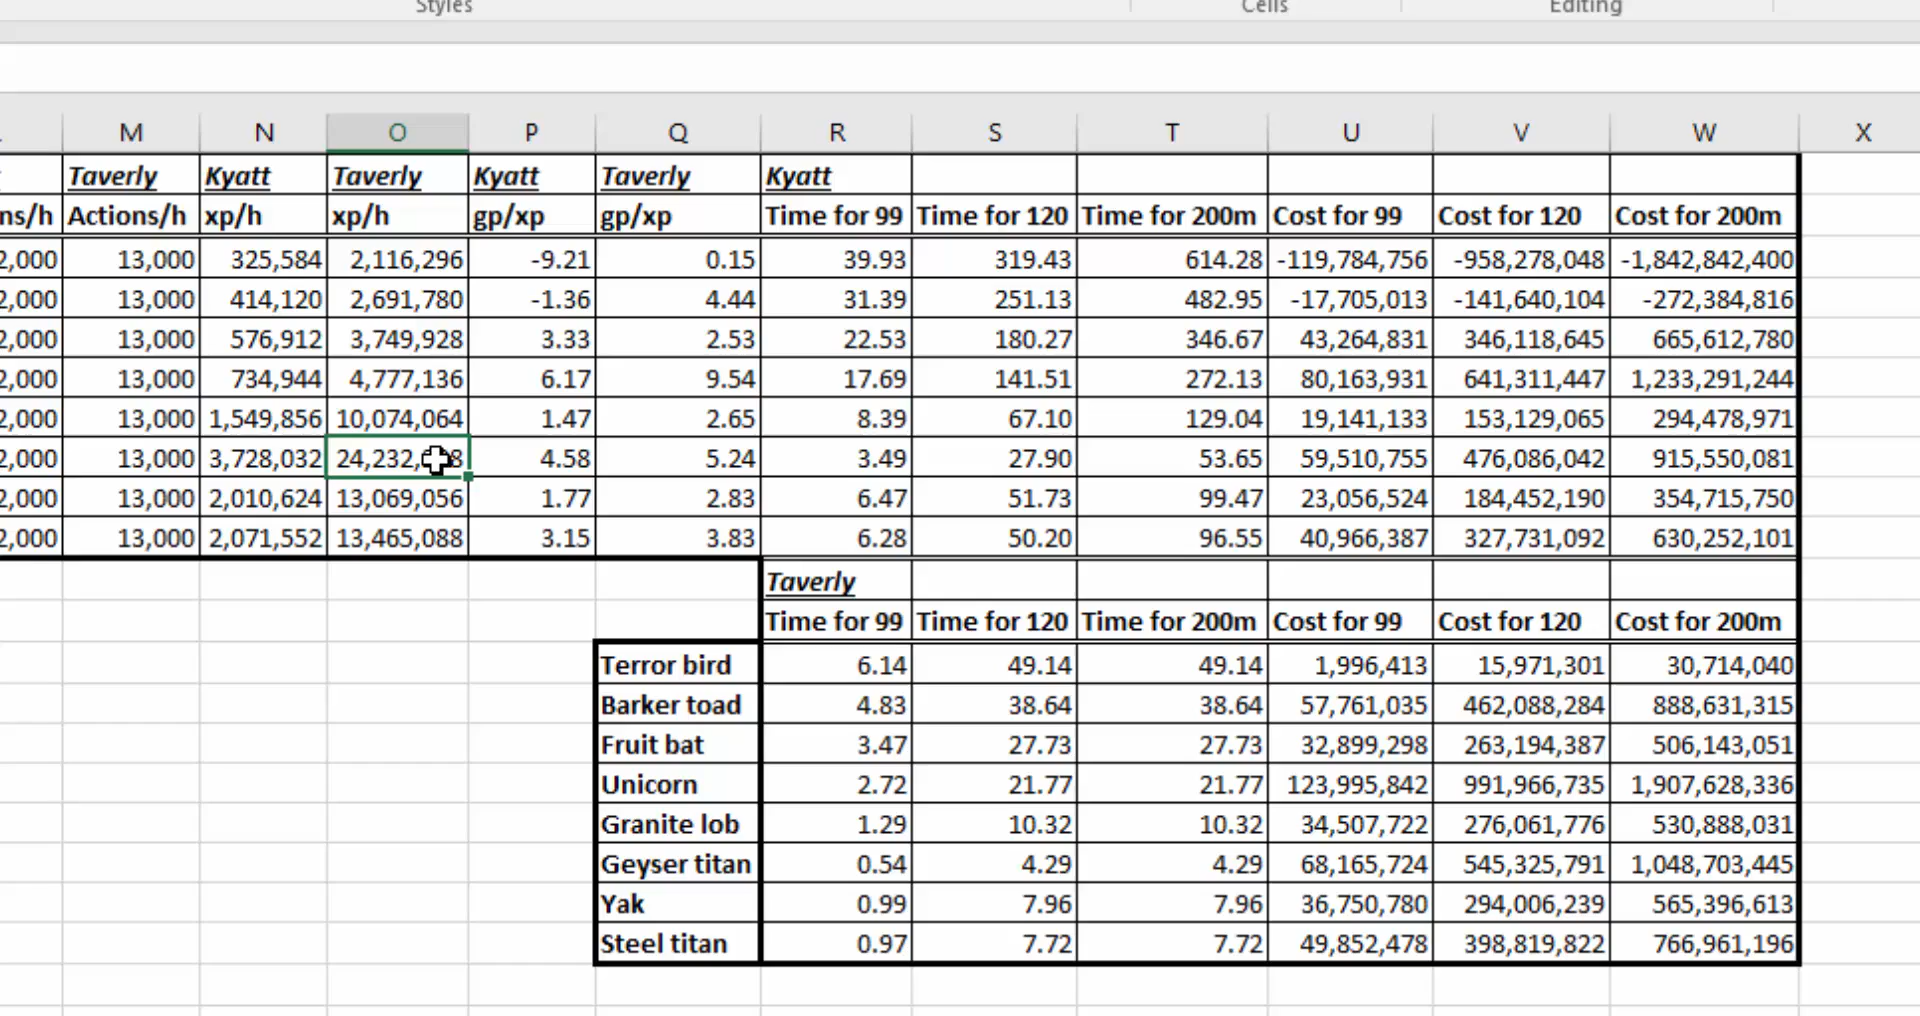 Styles Cells Editing
M N O P Q R S T U V W X
Taverly Kyatt Taverly Kyatt Taverly Kyatt
ns/h Actions/h xp/h xp/h gp/xp gp/xp Time for 99 Time for 120 Time for 200m Cost for 99 Cost for 120 Cost for 200m
2,000 13,000 325,584 2,116,296 -9.21 0.15 39.93 319.43 614.28 -119,784,756 -958,278,048 -1,842,842,400
2,000 13,000 414,120 2,691,780 -1.36 4.44 31.39 251.13 482.95 -17,705,013 -141,640,104 -272,384,816
2,000 13,000 576,912 3,749,928 3.33 2.53 22.53 180.27 346.67 43,264,831 346,118,645 665,612,780
2,000 13,000 734,944 4,777,136 6.17 9.54 17.69 141.51 272.13 80,163,931 641,311,447 1,233,291,244
2,000 13,000 1,549,856 10,074,064 1.47 2.65 8.39 67.10 129.04 19,141,133 153,129,065 294,478,971
2,000 13,000 3,728,032 4.58 5.24 3.49 27.90 53.65 59,510,755 476,086,042 915,550,081
2,000 13,000 2,010,624 13,069,056 1.77 2.83 6.47 51.73 99.47 23,056,524 184,452,190 354,715,750
2,000 13,000 2,071,552 13,465,088 3.15 3.83 6.28 50.20 96.55 40,966,387 327,731,092 630,252,101
Taverly
Time for 99 Time for 120 Time for 200m Cost for 99 Cost for 120 Cost for 200m
Terror bird 6.14 49.14 49.14 1,996,413 15,971,301 30,714,040
Barker toad 4.83 38.64 38.64 57,761,035 462,088,284 888,631,315
Fruit bat 3.47 27.73 27.73 32,899,298 263,194,387 506,143,051
Unicorn 2.72 21.77 21.77 123,995,842 991,966,735 1,907,628,336
Granite lob 1.29 10.32 10.32 34,507,722 276,061,776 530,888,031
Geyser titan 0.54 4.29 4.29 68,165,724 545,325,791 1,048,703,445
Yak 0.99 7.96 7.96 36,750,780 294,006,239 565,396,613
Steel titan 0.97 7.72 7.72 49,852,478 398,819,822 766,961,196